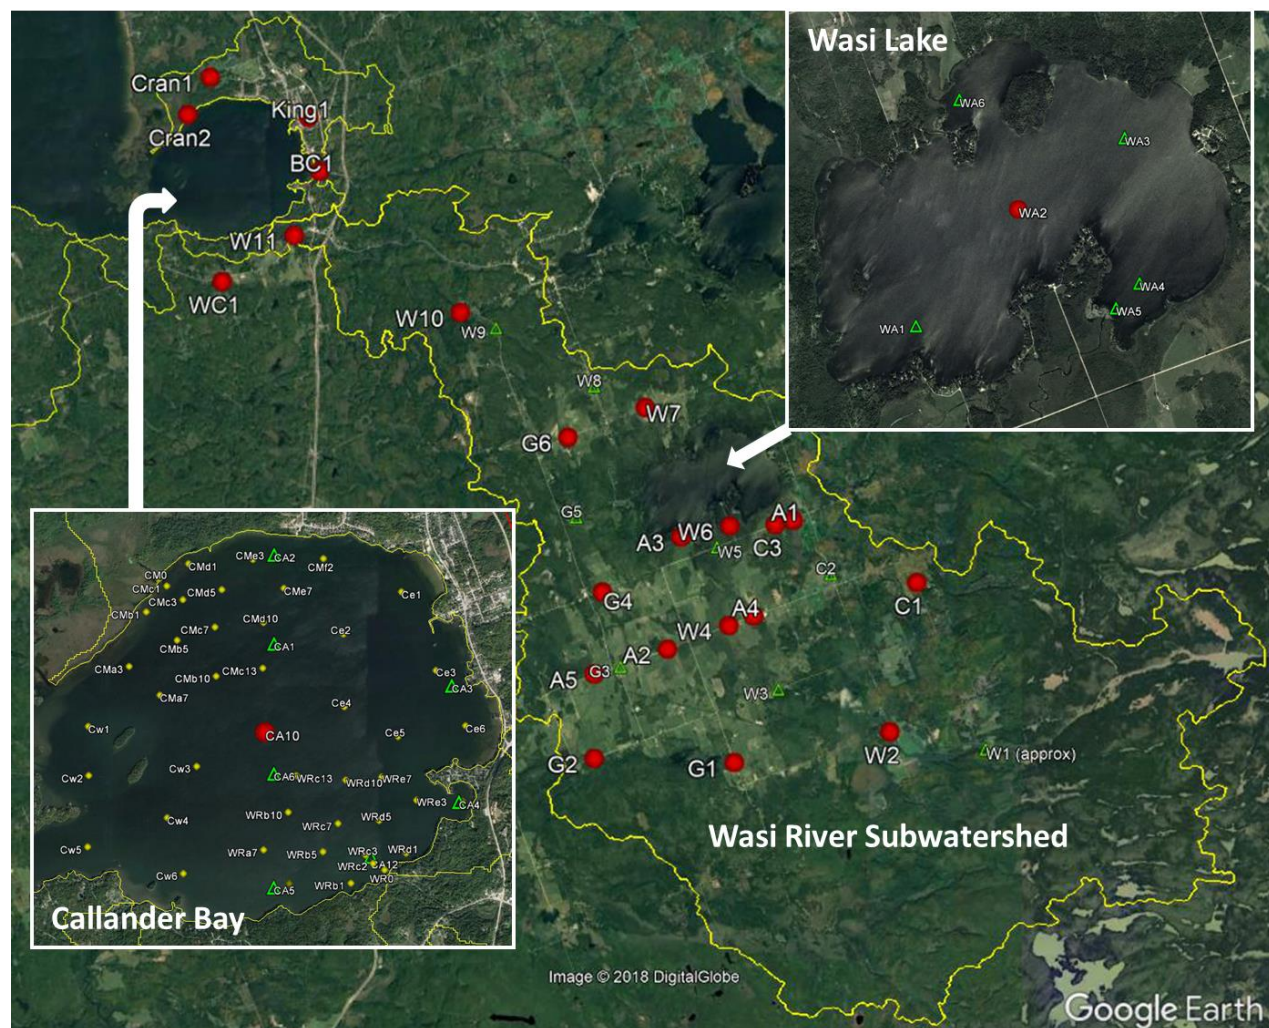 Wasi Lake
WA6
WA3
WA2
WA4
WA5
WA1
Cran1
Cran2
King1
BC1
W11
WC1
W10
W9
W8
W7
G6
G5
A1
A3
W6
C3
W5
C2
C1
G4
A4
W4
A2
G3
A5
W3
W2
W1 (approx)
G2
G1
Wasi River Subwatershed
CMe3
CA2
CMf2
CMd1
CM0
CMc1
CMd5
CMe7
Ce1
CMc3
CMb1
CMd10
CMc7
Ce2
CMb5
CA1
CMa3
CMc13
Ce3
CMb10
CA3
CMa7
Ce4
Cw1
CA10
Ce5
Ce6
Cw3
Cw2
CA6
WRc13
WRd10
WRe7
WRe3
CA4
Cw4
WRb10
WRc7
WRd5
Cw5
WRa7
WRb5
WRc3
WRd1
WRc2
CA12
Cw6
WR0
CA5
WRb1
Callander Bay
Image © 2018 DigitalGlobe
Google Earth